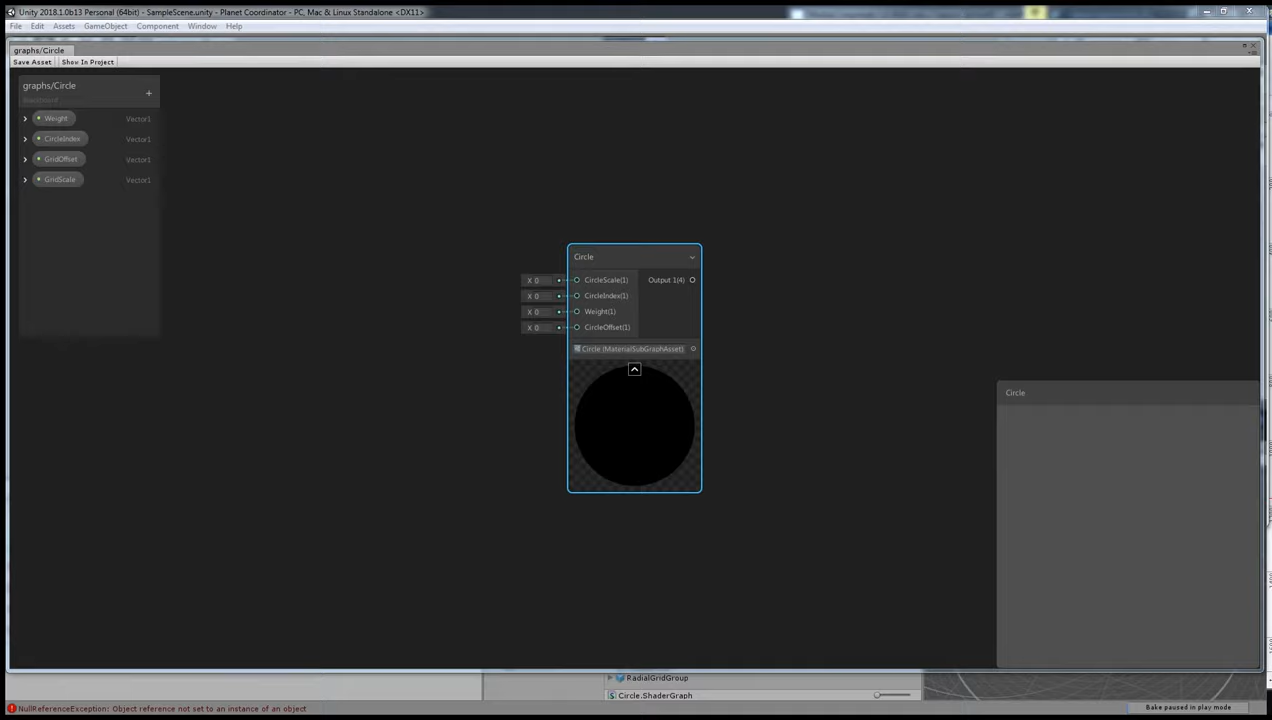 Unity 2018.1.0b13 Personal (64bit) - SampleScene.unity - Planet Coordinator - PC, Mac & Linux Standalone <DX11>
File Edit Assets GameObject Component Window Help
graphs/Circle
Save Asset Show In Project
graphs/Circle
Weight Vector1
CircleIndex Vector1
GridOffset Vector1
GridScale Vector1
Circle
X 0 CircleScale(1) Output 1(4)
X 0 CircleIndex(1)
X 0 Weight(1)
X 0 CircleOffset(1)
Circle (MaterialSubGraphAsset)
Circle
RadialGridGroup
Circle.ShaderGraph
NullReferenceException: Object reference not set to an instance of an object
Bake paused in play mode